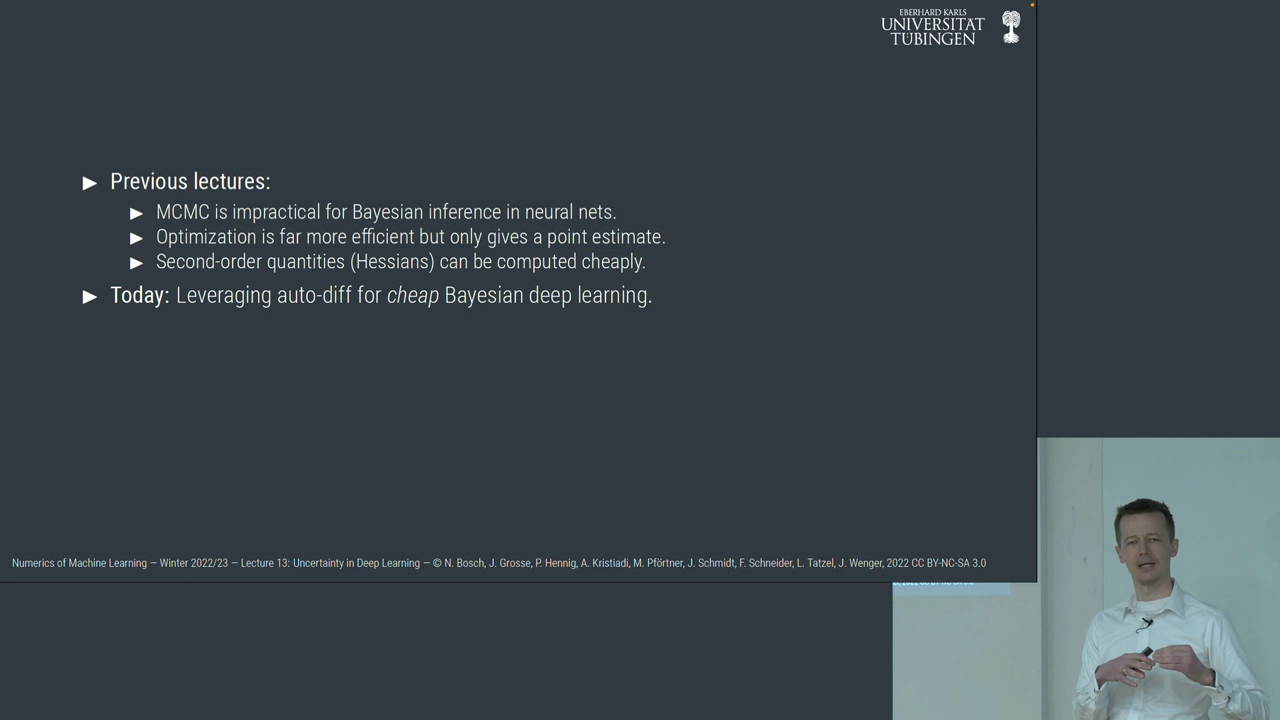 EBERHARD KARLS
UNIVERSITÄT
TÜBINGEN
Previous lectures:
MCMC is impractical for Bayesian inference in neural nets.
Optimization is far more efficient but only gives a point estimate.
Second-order quantities (Hessians) can be computed cheaply.
Today: Leveraging auto-diff for cheap Bayesian deep learning.
Numerics of Machine Learning — Winter 2022/23 — Lecture 13: Uncertainty in Deep Learning — © N. Bosch, J. Grosse, P. Hennig, A. Kristiadi, M. Pförtner, J. Schmidt, F. Schneider, L. Tatzel, J. Wenger, 2022 CC BY-NC-SA 3.0